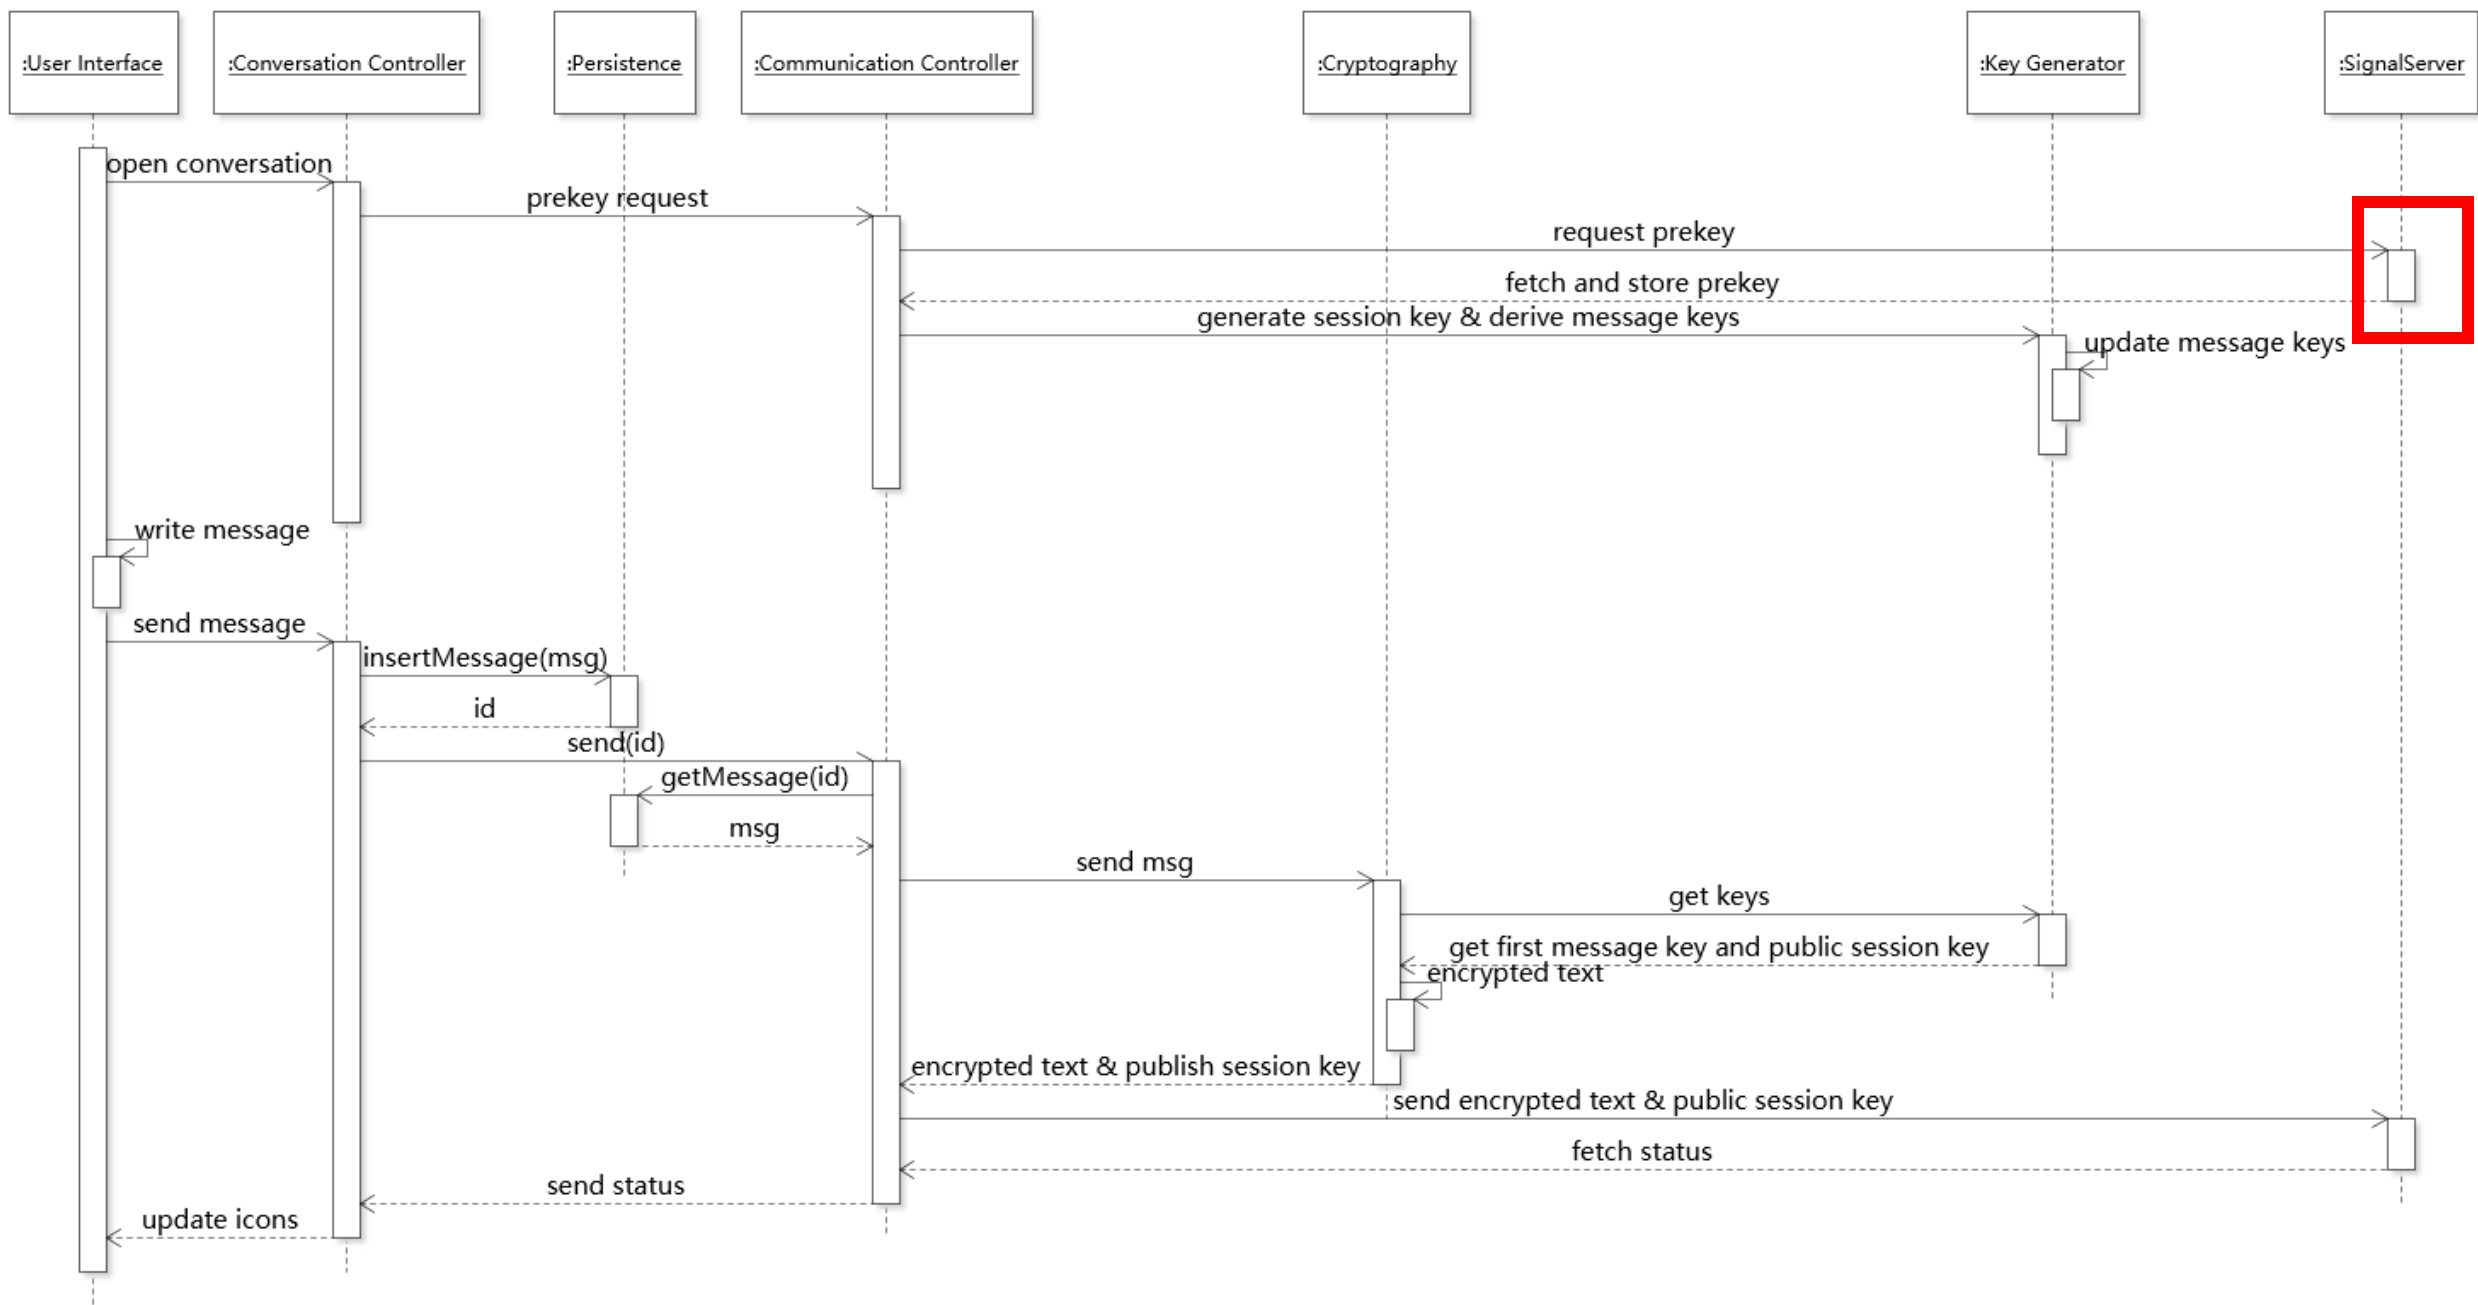 :User Interface
:Conversation Controller
:Persistence
:Communication Controller
:Cryptography
:Key Generator
:SignalServer
open conversation
prekey request
request prekey
fetch and store prekey
generate session key & derive message keys
update message keys
write message
send message
insertMessage(msg)
id
send(id)
getMessage(id)
msg
send msg
get keys
get first message key and public session key
encrypted text
encrypted text & publish session key
send encrypted text & public session key
fetch status
send status
update icons